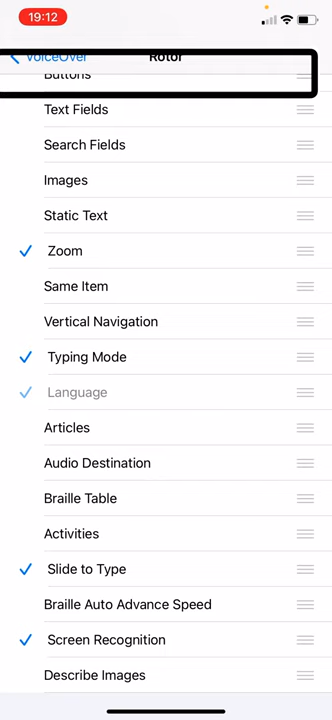 19:12
VoiceOver Rotor
Buttons
Text Fields
Search Fields
Images
Static Text
Zoom
Same Item
Vertical Navigation
Typing Mode
Language
Articles
Audio Destination
Braille Table
Activities
Slide to Type
Braille Auto Advance Speed
Screen Recognition
Describe Images